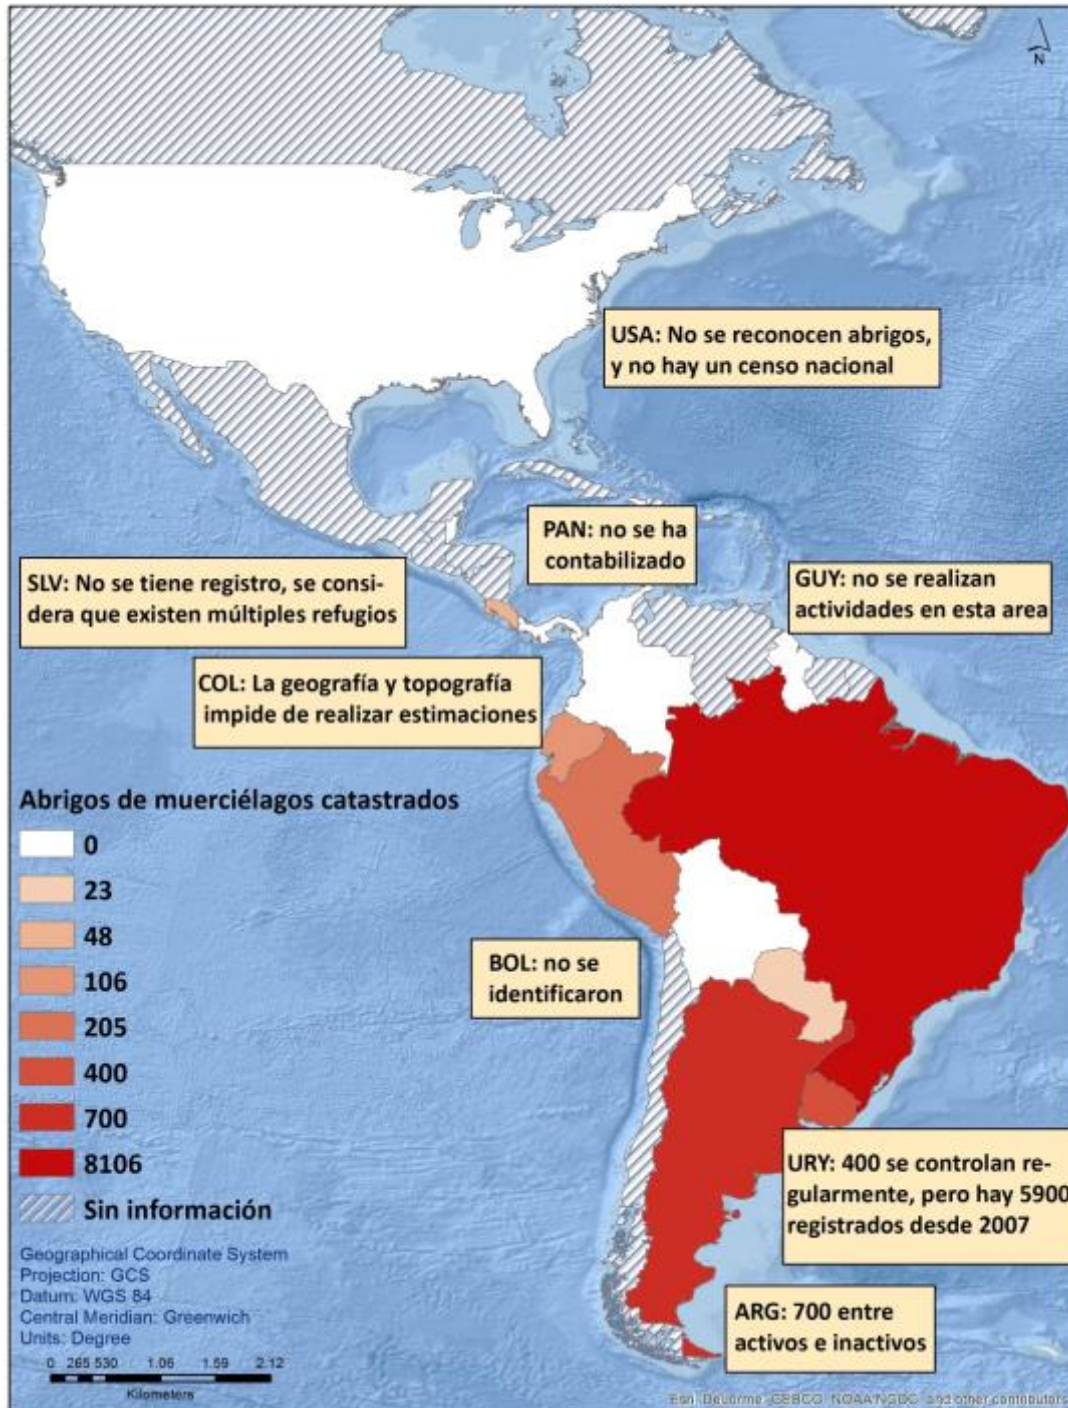 N
USA: No se reconocen abrigos,
y no hay un censo nacional
PAN: no se ha
contabilizado
SLV: No se tiene registro, se consi-
dera que existen múltiples refugios
GUY: no se realizan
actividades en esta area
COL: La geografía y topografía
impide de realizar estimaciones
Abrigos de muerciélagos catastrados
0
23
48
106
205
400
700
8106
Sin información
BOL: no se
identificaron
URY: 400 se controlan re-
gularmente, pero hay 5900
registrados desde 2007
ARG: 700 entre
activos e inactivos
Geographical Coordinate System
Projection: GCS
Datum: WGS 84
Central Meridian: Greenwich
Units: Degree
0 265 530 1.06 1.59 2.12
Kilometers
Esri, DeLorme, GEBCO, NOAA NGDC, and other contributors